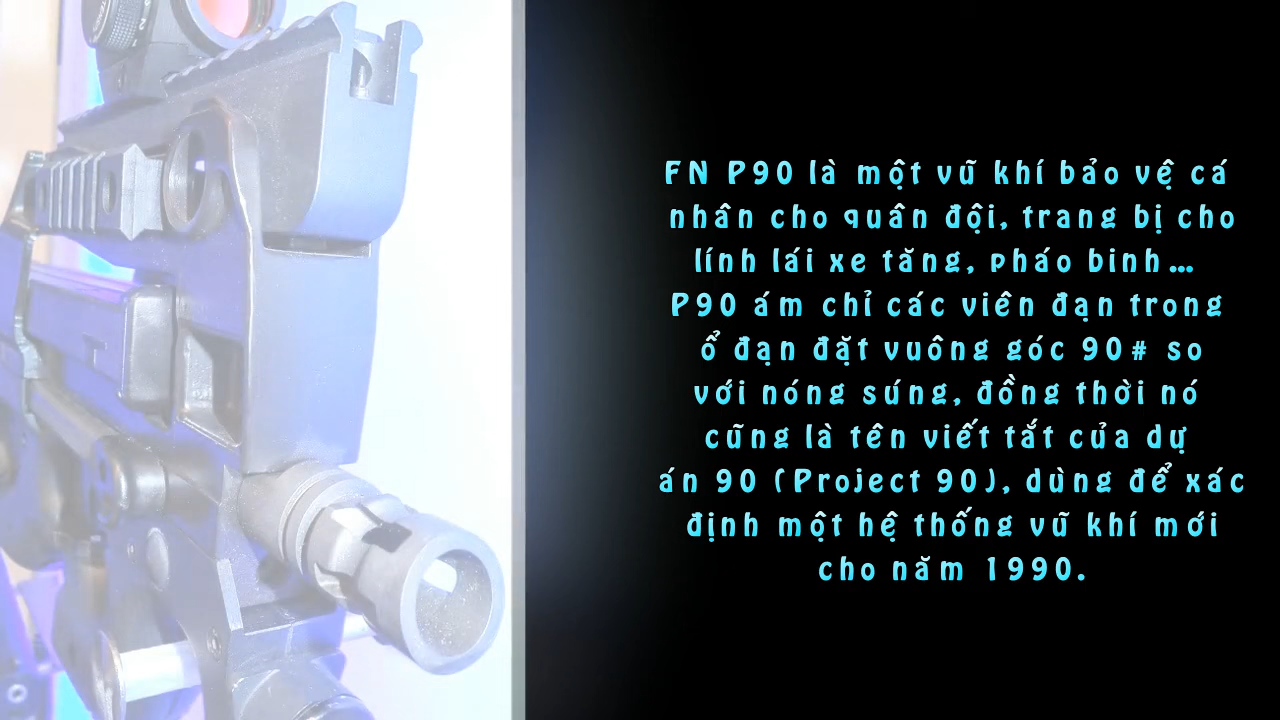 FN P90 là một vũ khí bảo vệ cá
nhân cho quân đội, trang bị cho
lính lái xe tăng, pháo binh...
P90 ám chỉ các viên đạn trong
ổ đạn đặt vuông góc 90# so
với nóng súng, đồng thời nó
cũng là tên viết tắt của dự
án 90 (Project 90), dùng để xác
định một hệ thống vũ khí mới
cho năm 1990.